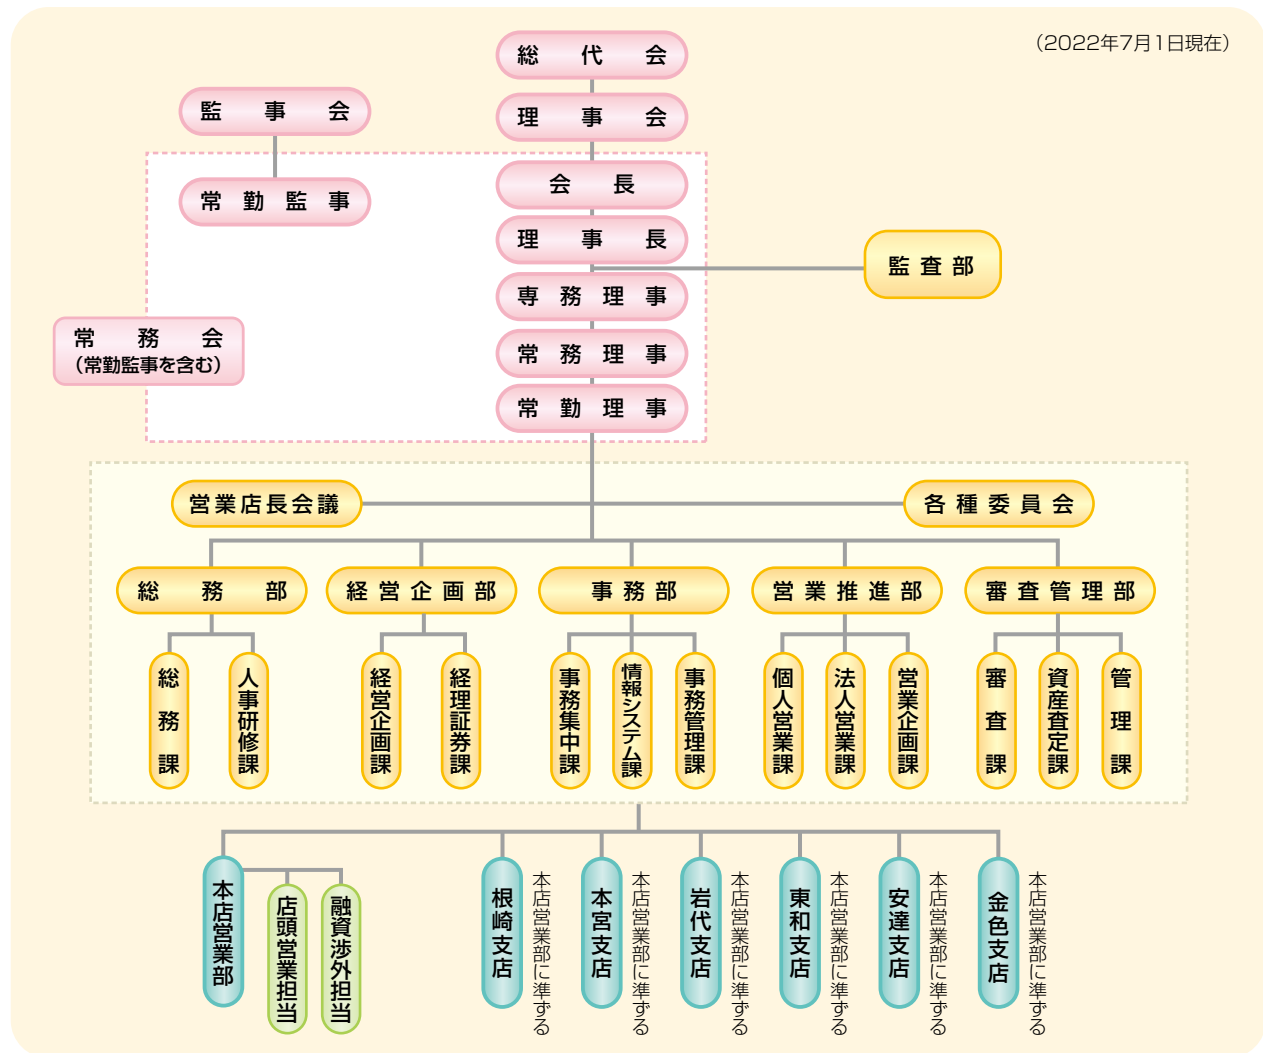 （2022年7月1日現在）
総代会
監事会
理事会
会長
常勤監事
理事長
監査部
専務理事
常務会
（常勤監事を含む）
常務理事
常勤理事
営業店長会議
各種委員会
総務部
経営企画部
事務部
営業推進部
審査管理部
総務課
人事研修課
経営企画課
経理証券課
事務集中課
情報システム課
事務管理課
個人営業課
法人営業課
営業企画課
審査課
資産査定課
管理課
本店営業部
店頭営業担当
融資渉外担当
根崎支店
本店営業部に準ずる
本宮支店
本店営業部に準ずる
岩代支店
本店営業部に準ずる
東和支店
本店営業部に準ずる
安達支店
本店営業部に準ずる
金色支店
本店営業部に準ずる